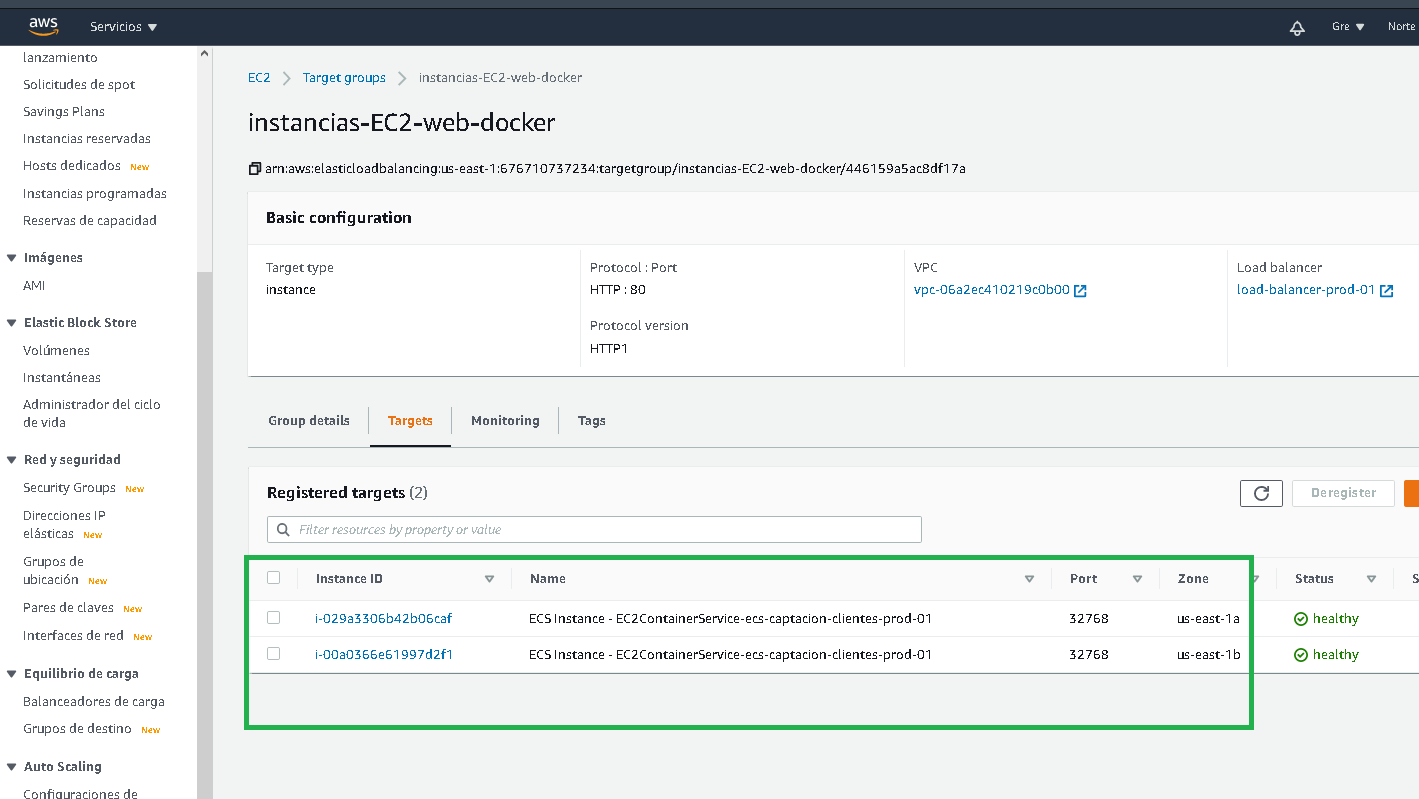 aws Servicios Gre Norte
lanzamiento
Solicitudes de spot
Savings Plans
Instancias reservadas
Hosts dedicados New
Instancias programadas
Reservas de capacidad
Imágenes
AMI
Elastic Block Store
Volúmenes
Instantáneas
Administrador del ciclo
de vida
Red y seguridad
Security Groups New
Direcciones IP
elásticas New
Grupos de
ubicación New
Pares de claves New
Interfaces de red New
Equilibrio de carga
Balanceadores de carga
Grupos de destino New
Auto Scaling
Configuraciones de
EC2 Target groups instancias-EC2-web-docker
instancias-EC2-web-docker
arn:aws:elasticloadbalancing:us-east-1:676710737234:targetgroup/instancias-EC2-web-docker/446159a5ac8df17a
Basic configuration
Target type
instance
Protocol : Port
HTTP : 80
Protocol version
HTTP1
VPC
vpc-06a2ec410219c0b00
Load balancer
load-balancer-prod-01
Group details Targets Monitoring Tags
Registered targets (2) Deregister
Filter resources by property or value
Instance ID Name Port Zone Status S
i-029a3306b42b06caf ECS Instance - EC2ContainerService-ecs-captacion-clientes-prod-01 32768 us-east-1a healthy
i-00a0366e61997d2f1 ECS Instance - EC2ContainerService-ecs-captacion-clientes-prod-01 32768 us-east-1b healthy